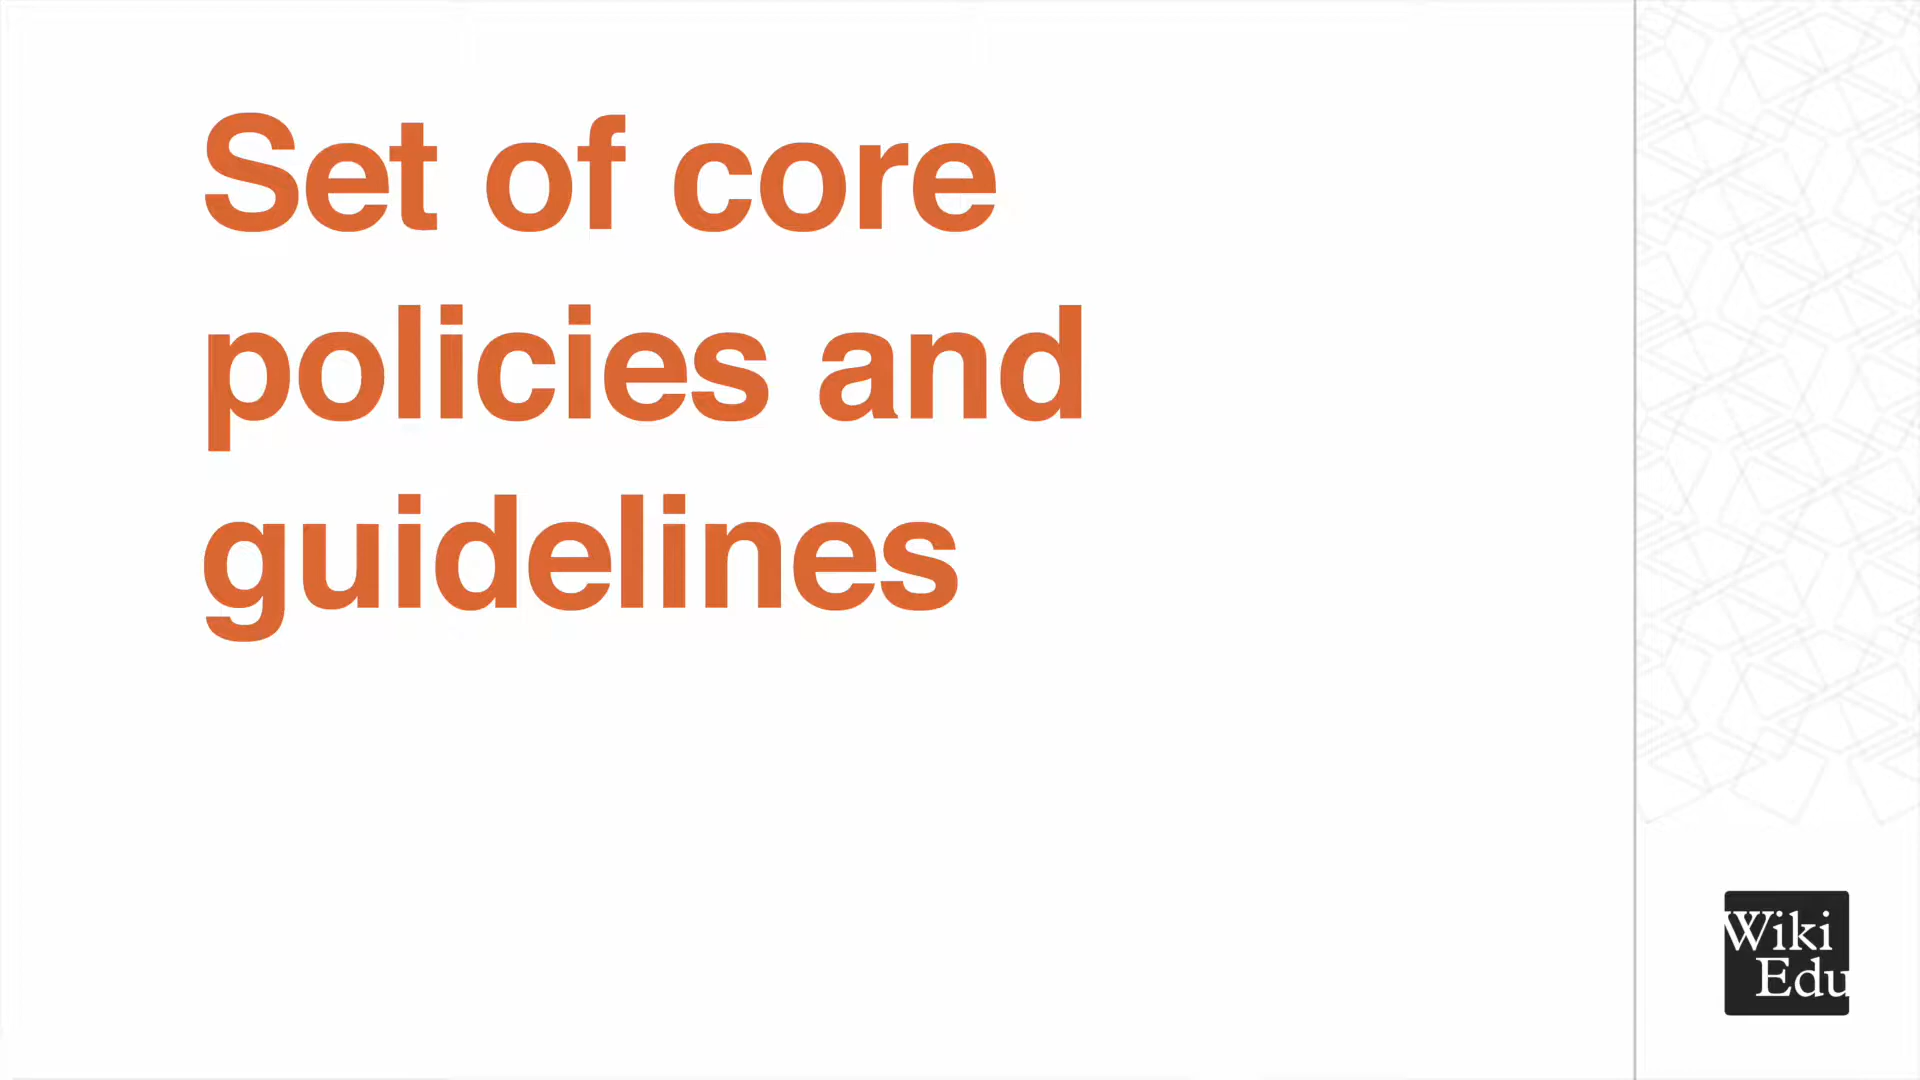 Set of core
policies and
guidelines
Wiki
Edu